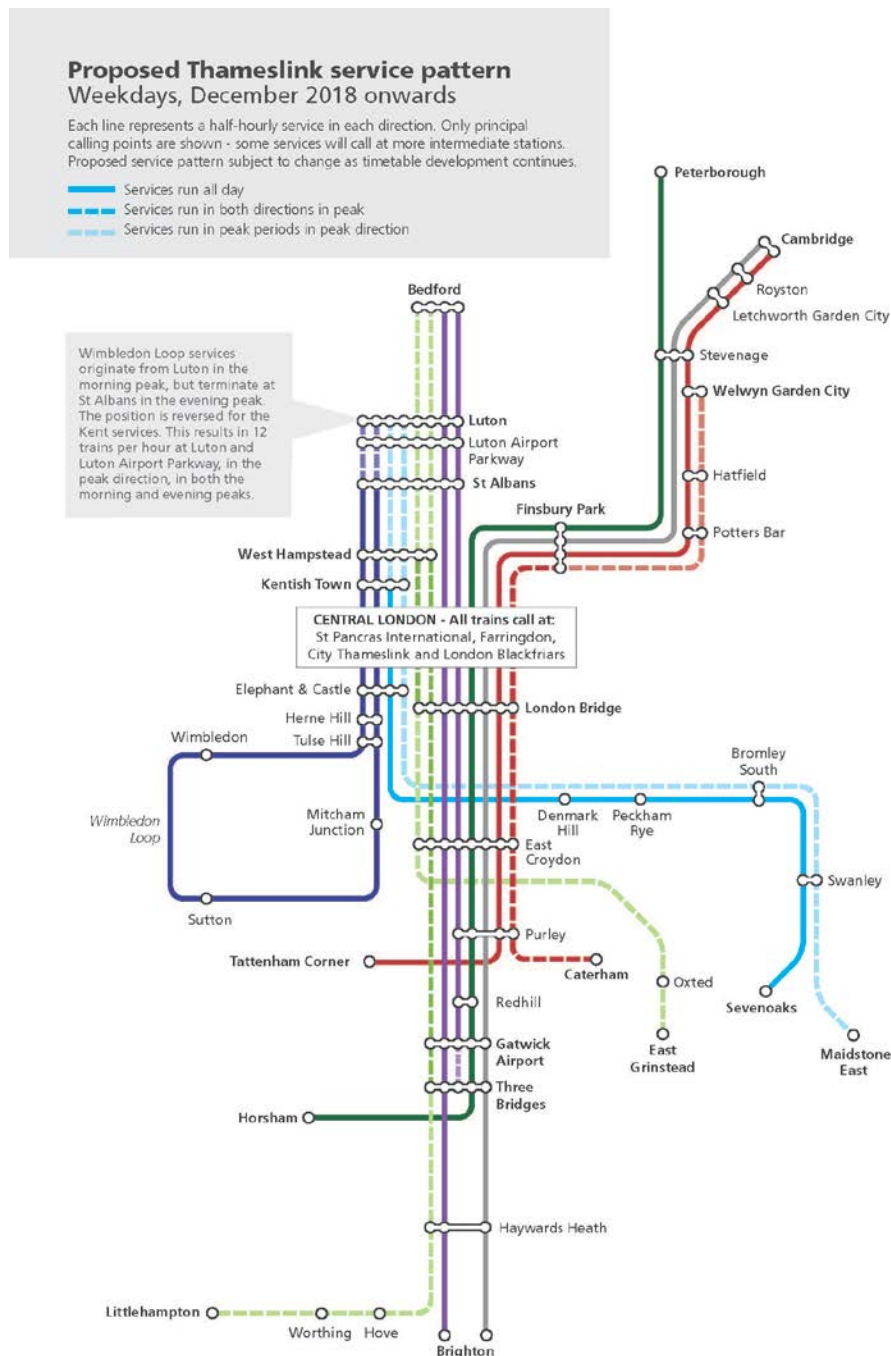 Proposed Thameslink service pattern
Weekdays, December 2018 onwards
Each line represents a half-hourly service in each direction. Only principal
calling points are shown - some services will call at more intermediate stations.
Proposed service pattern subject to change as timetable development continues.
Services run all day
Services run in both directions in peak
Services run in peak periods in peak direction
Peterborough
Cambridge
Royston
Letchworth Garden City
Bedford
Stevenage
Wimbledon Loop services
originate from Luton in the
morning peak, but terminate at
St Albans in the evening peak.
The position is reversed for the
Kent services. This results in 12
trains per hour at Luton and
Luton Airport Parkway, in the
peak direction, in both the
morning and evening peaks.
Welwyn Garden City
Luton
Luton Airport
Parkway
St Albans
Hatfield
Finsbury Park
Potters Bar
West Hampstead
Kentish Town
CENTRAL LONDON - All trains call at:
St Pancras International, Farringdon,
City Thameslink and London Blackfriars
Elephant & Castle
London Bridge
Herne Hill
Tulse Hill
Wimbledon
Bromley
South
Wimbledon
Loop
Mitcham
Junction
Denmark
Hill
Peckham
Rye
East
Croydon
Swanley
Sutton
Purley
Tattenham Corner
Caterham
Oxted
Redhill
Sevenoaks
Gatwick
Airport
East
Grinstead
Maidstone
East
Three
Bridges
Horsham
Haywards Heath
Littlehampton
Worthing
Hove
Brighton